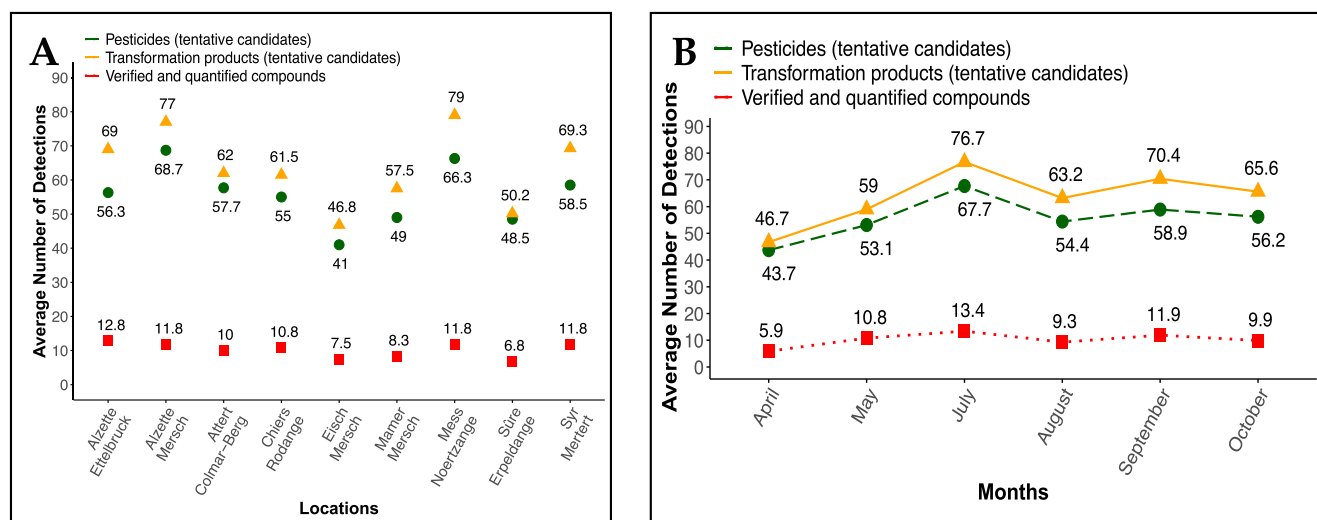 A
Pesticides (tentative candidates)
Transformation products (tentative candidates)
Verified and quantified compounds
Average Number of Detections
90
80
70
60
50
40
30
20
10
0
69 77 62 61.5 46.8 57.5 79 50.2 69.3
56.3 68.7 57.7 55 41 49 66.3 48.5 58.5
12.8 11.8 10 10.8 7.5 8.3 11.8 6.8 11.8
Alzette
Ettelbruck
Alzette
Mersch
Attert
Colmar−Berg
Chiers
Rodange
Eisch
Mersch
Mamer
Mersch
Mess
Noertzange
Sûre
Erpeldange
Syr
Mertert
Locations
B
Pesticides (tentative candidates)
Transformation products (tentative candidates)
Verified and quantified compounds
Average Number of Detections
90
80
70
60
50
40
30
20
10
0
46.7 59 76.7 63.2 70.4 65.6
43.7 53.1 67.7 54.4 58.9 56.2
5.9 10.8 13.4 9.3 11.9 9.9
April
May
July
August
September
October
Months